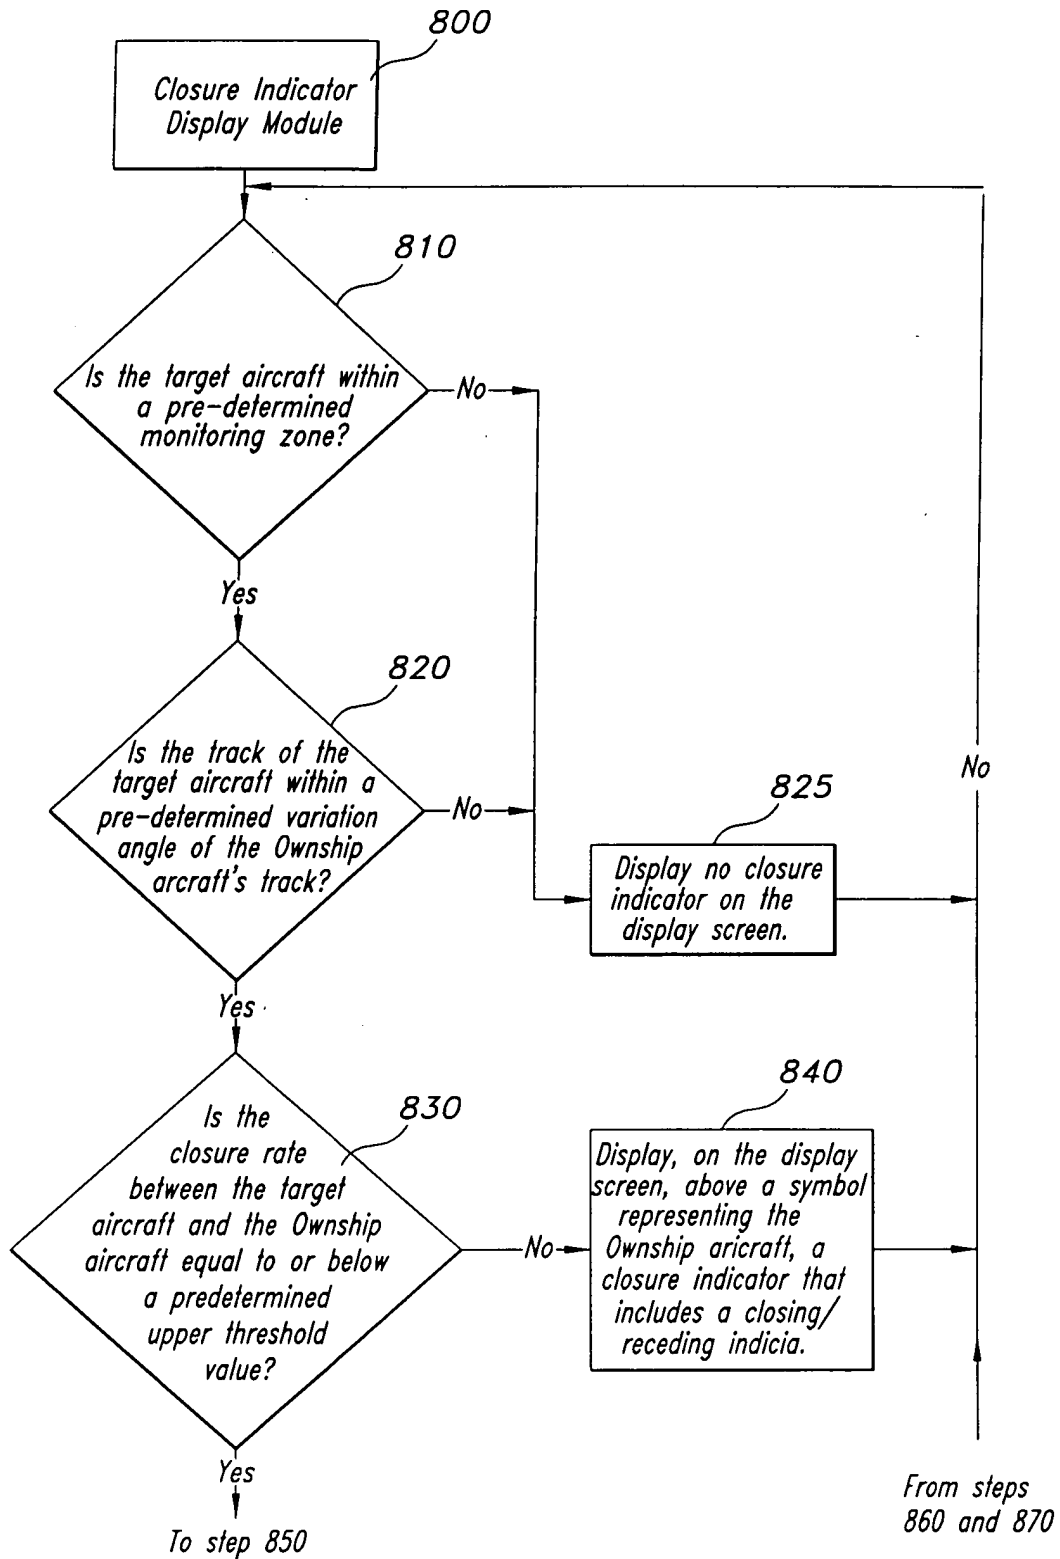 800
Closure Indicator
Display Module
810
Is the target aircraft within
a pre-determined
monitoring zone?
No
Yes
820
Is the track of the
target aircraft within a
pre-determined variation
angle of the Ownship
arcraft's track?
No
No
825
Display no closure
indicator on the
display screen.
Yes
830
Is the
closure rate
between the target
aircraft and the Ownship
aircraft equal to or below
a predetermined
upper threshold
value?
No
840
Display, on the display
screen, above a symbol
representing the
Ownship aricraft, a
closure indicator that
includes a closing/
receding indicia.
Yes
To step 850
From steps
860 and 870